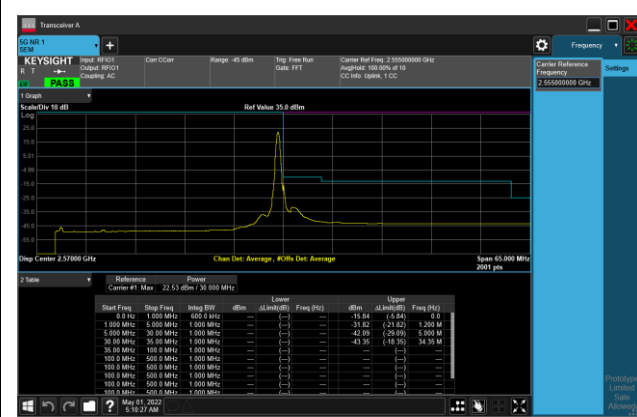 Transceiver A
5G-NR 1
SEM
Frequency
KEYSIGHT
R T
LNI
PASS
Input: RFIO1
Output: RFIO1
Coupling: AC
Corr CCorr
Range: -45 dBm
Trig: Free Run
Gate: FFT
Carrier Ref Freq: 2.555000000 GHz
Avg|Hold: 100.00% of 10
CC Info: Uplink, 1 CC
Carrier Reference
Frequency
2.555000000 GHz
Settings
1 Graph
Scale/Div 10 dB
Ref Value 35.0 dBm
Log
25.0
15.0
5.01
-4.99
-15.0
-25.0
-35.0
-45.0
-55.0
Disp Center 2.57000 GHz
Chan Det: Average , #Offs Det: Average
Span 65.000 MHz
2001 pts
2 Table
Reference Power
Carrier #1: Max 22.53 dBm / 30.000 MHz
Lower Upper
Start Freq Stop Freq Integ BW dBm ΔLimit(dB) Freq (Hz) dBm ΔLimit(dB) Freq (Hz)
0.0 Hz 1.000 MHz 600.0 kHz --- (---) --- -15.84 (-5.84) 0.0
1.000 MHz 5.000 MHz 1.000 MHz --- (---) --- -31.82 (-21.82) 1.200 M
5.000 MHz 30.00 MHz 1.000 MHz --- (---) --- -42.09 (-29.09) 5.000 M
30.00 MHz 35.00 MHz 1.000 MHz --- (---) --- -43.35 (-18.35) 34.35 M
35.00 MHz 100.0 MHz 1.000 MHz --- (---) --- --- (---) ---
100.0 MHz 500.0 MHz 1.000 MHz --- (---) --- --- (---) ---
100.0 MHz 500.0 MHz 1.000 MHz --- (---) --- --- (---) ---
100.0 MHz 500.0 MHz 1.000 MHz --- (---) --- --- (---) ---
100.0 MHz 500.0 MHz 1.000 MHz --- (---) --- --- (---) ---
100.0 MHz 500.0 MHz 1.000 MHz --- (---) --- --- (---) ---
Prototype
Limited
Sale
Allowed
May 01, 2022
5:10:27 AM